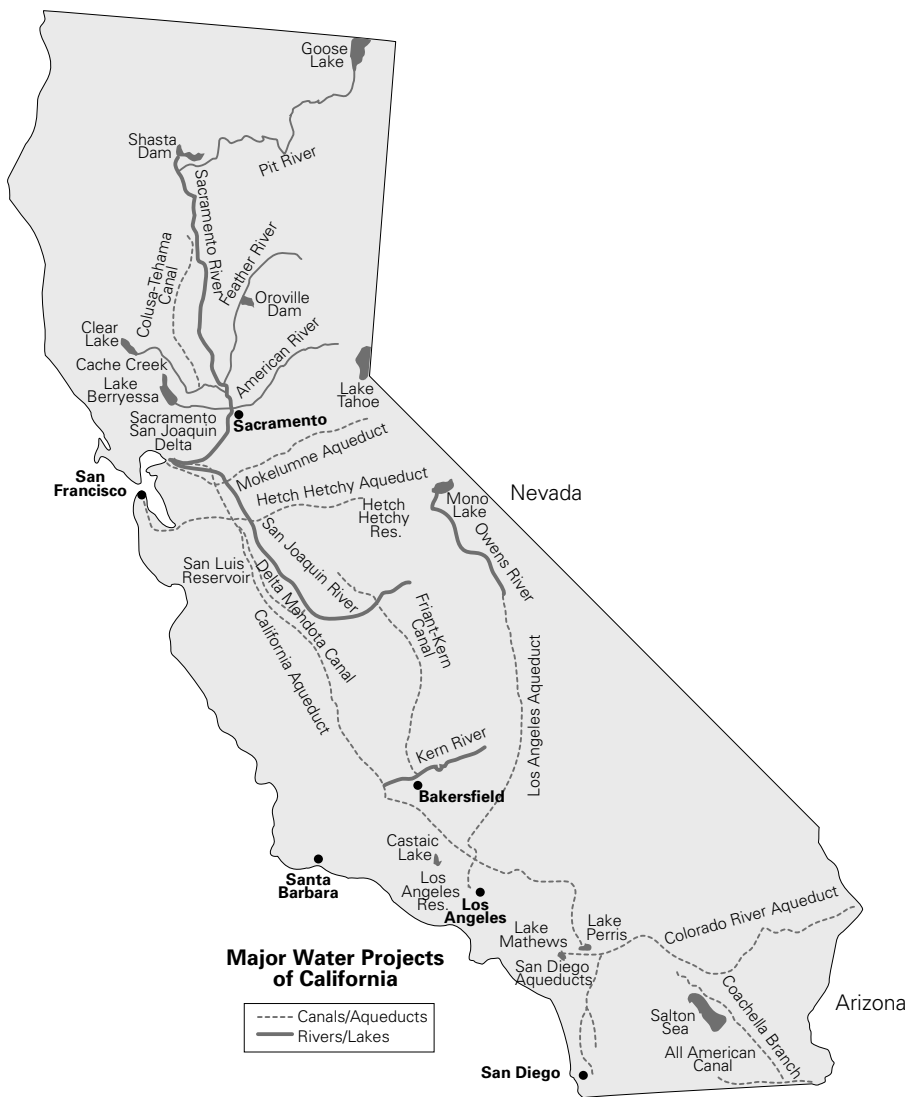 Goose
Lake
Shasta
Dam
Pit River
Sacramento River
Feather River
Colusa-Tehama
Canal
Oroville
Dam
Clear
Lake
Cache Creek
American River
Lake
Berryessa
Lake
Tahoe
Sacramento
Sacramento
San Joaquin
Delta
Mokelumne Aqueduct
San
Francisco
Hetch Hetchy Aqueduct
Hetch
Hetchy
Res.
Mono
Lake
Nevada
Owens River
San Joaquin River
San Luis
Reservoir
Delta Mendota Canal
Friant-Kern
Canal
California Aqueduct
Los Angeles Aqueduct
Kern River
Bakersfield
Castaic
Lake
Santa
Barbara
Los
Angeles
Res.
Los
Angeles
Lake
Mathews
Lake
Perris
Colorado River Aqueduct
San Diego
Aqueducts
Coachella Branch
Arizona
Salton
Sea
All American
Canal
San Diego
Major Water Projects
of California
Canals/Aqueducts
Rivers/Lakes